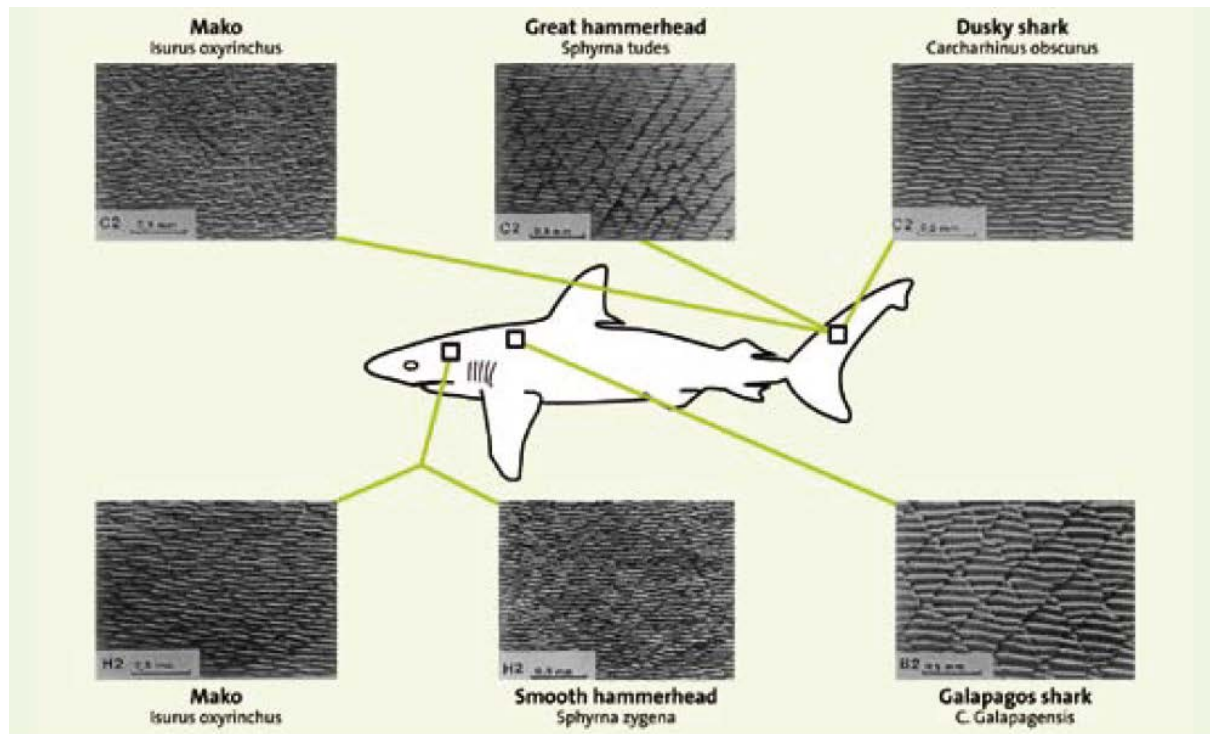 Mako
Isurus oxyrinchus
Great hammerhead
Sphyrna tudes
Dusky shark
Carcharhinus obscurus
C2
C2
C2
H2
H2
B2
Mako
Isurus oxyrinchus
Smooth hammerhead
Sphyrna zygena
Galapagos shark
C. Galapagensis